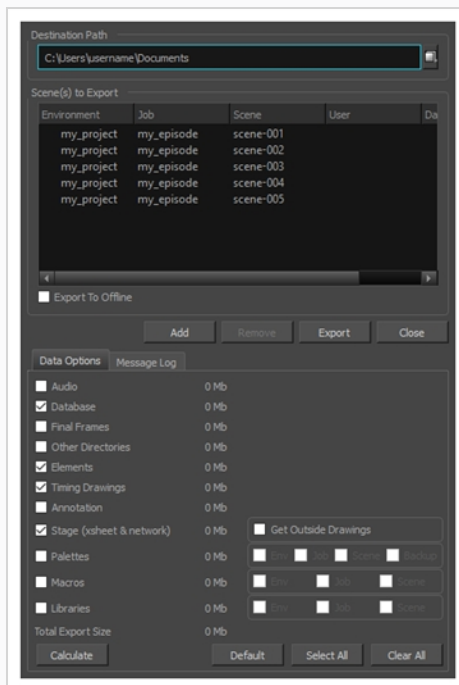 Destination Path
C:\Users\username\Documents
Scene(s) to Export
Environment Job Scene User Da
my_project my_episode scene-001
my_project my_episode scene-002
my_project my_episode scene-003
my_project my_episode scene-004
my_project my_episode scene-005
Export To Offline
Add Remove Export Close
Data Options Message Log
Audio 0 Mb
Database 0 Mb
Final Frames 0 Mb
Other Directories 0 Mb
Elements 0 Mb
Timing Drawings 0 Mb
Annotation 0 Mb
Stage (xsheet & network) 0 Mb Get Outside Drawings
Palettes 0 Mb Env Job Scene Backup
Macros 0 Mb Env Job Scene
Libraries 0 Mb Env Job Scene
Total Export Size 0 Mb
Calculate Default Select All Clear All